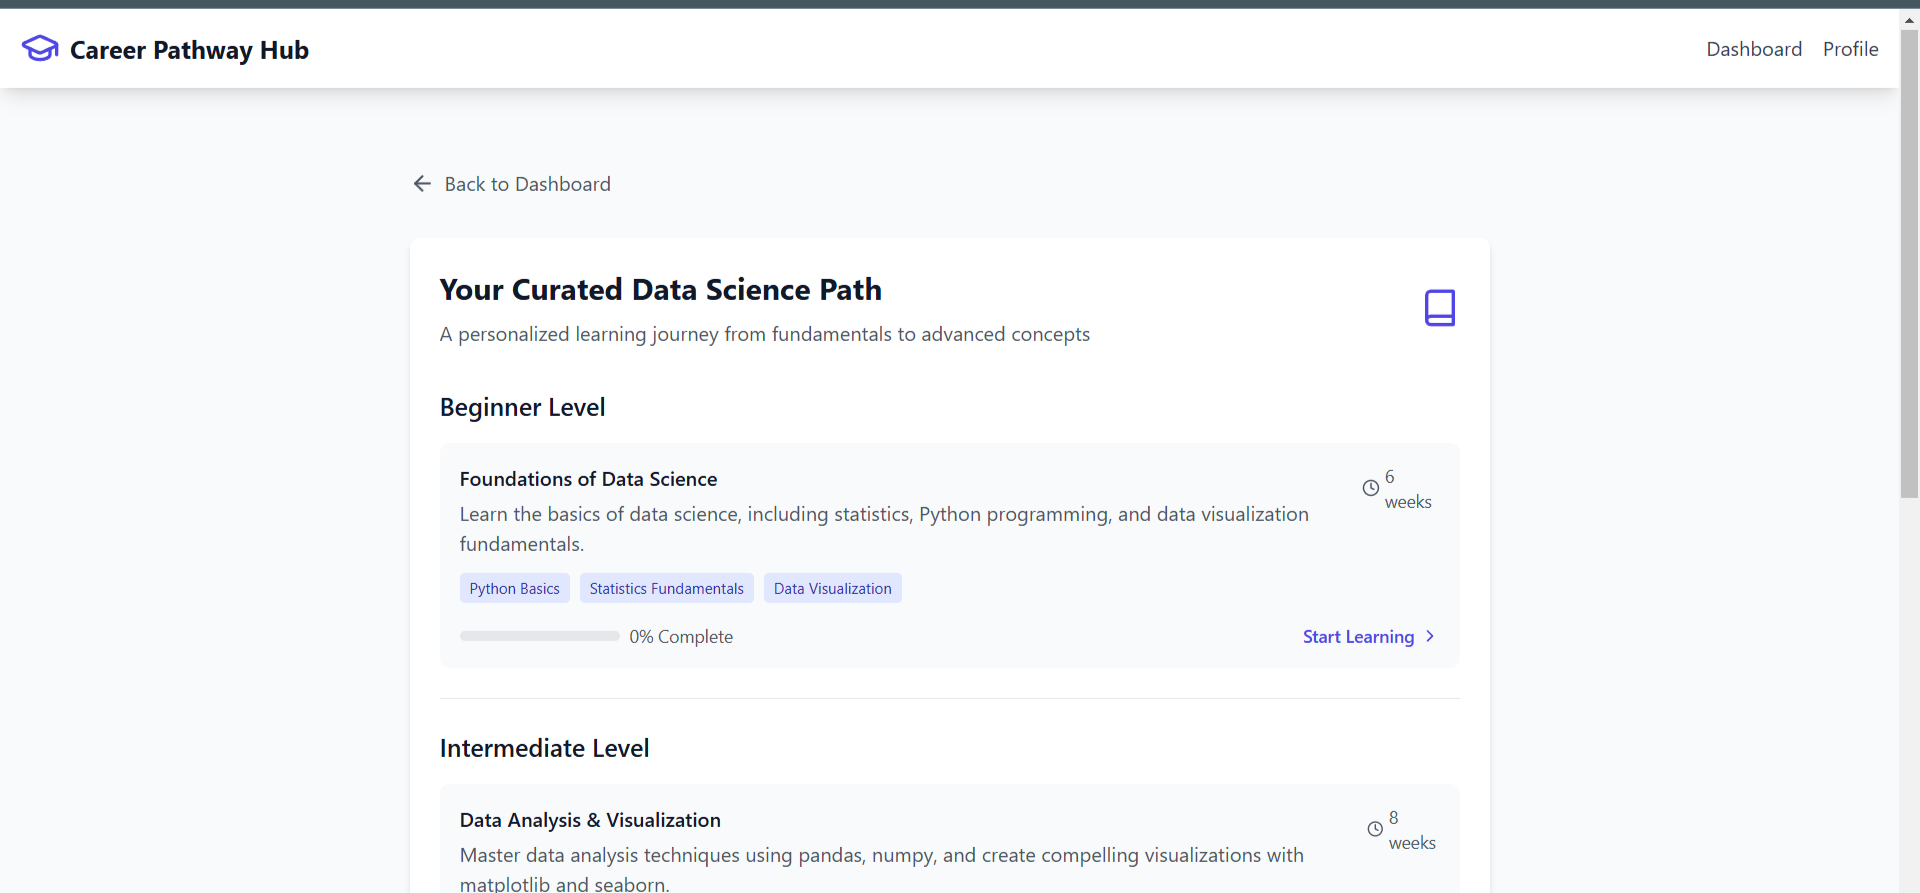 Career Pathway Hub
Dashboard
Profile
Back to Dashboard
Your Curated Data Science Path
A personalized learning journey from fundamentals to advanced concepts
Beginner Level
Foundations of Data Science
6
weeks
Learn the basics of data science, including statistics, Python programming, and data visualization
fundamentals.
Python Basics
Statistics Fundamentals
Data Visualization
0% Complete
Start Learning
Intermediate Level
Data Analysis & Visualization
8
weeks
Master data analysis techniques using pandas, numpy, and create compelling visualizations with
matplotlib and seaborn.